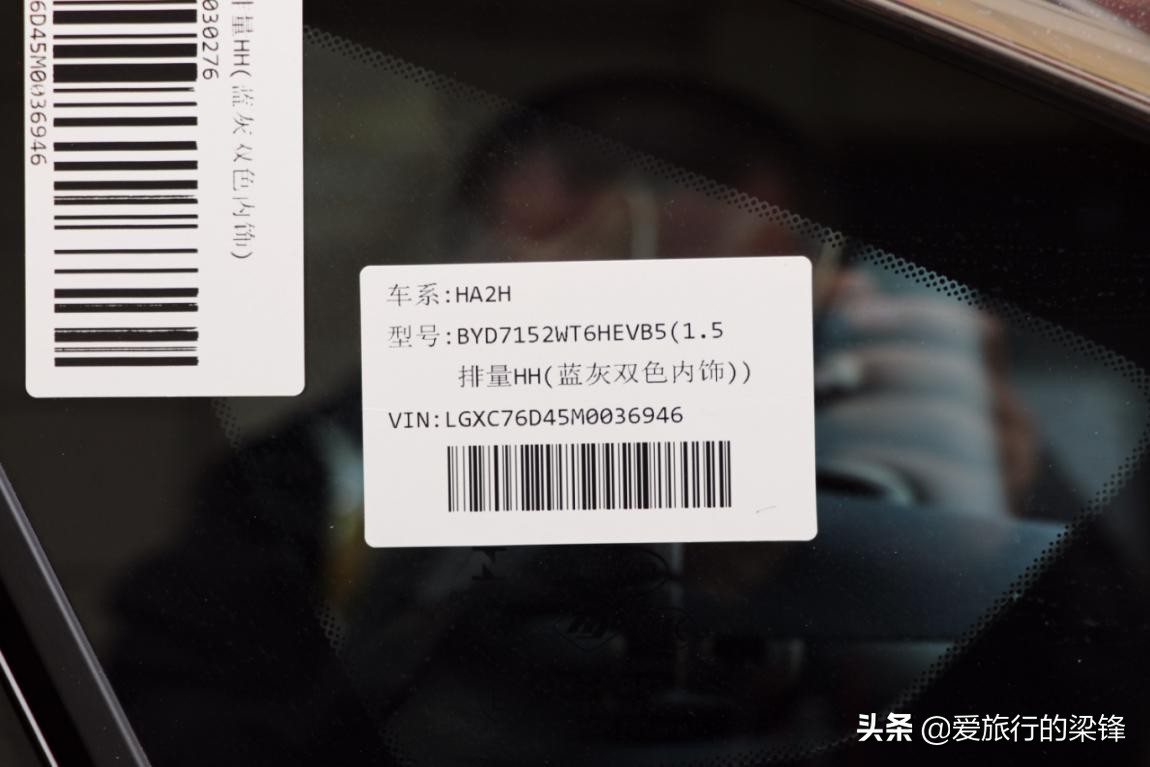 6D45M0036946
030276
排量HH(蓝灰双色内饰)
车系:HA2H
型号:BYD7152WT6HEVB5(1.5
排量HH(蓝灰双色内饰))
VIN:LGXC76D45M0036946
头条 @爱旅行的梁锋